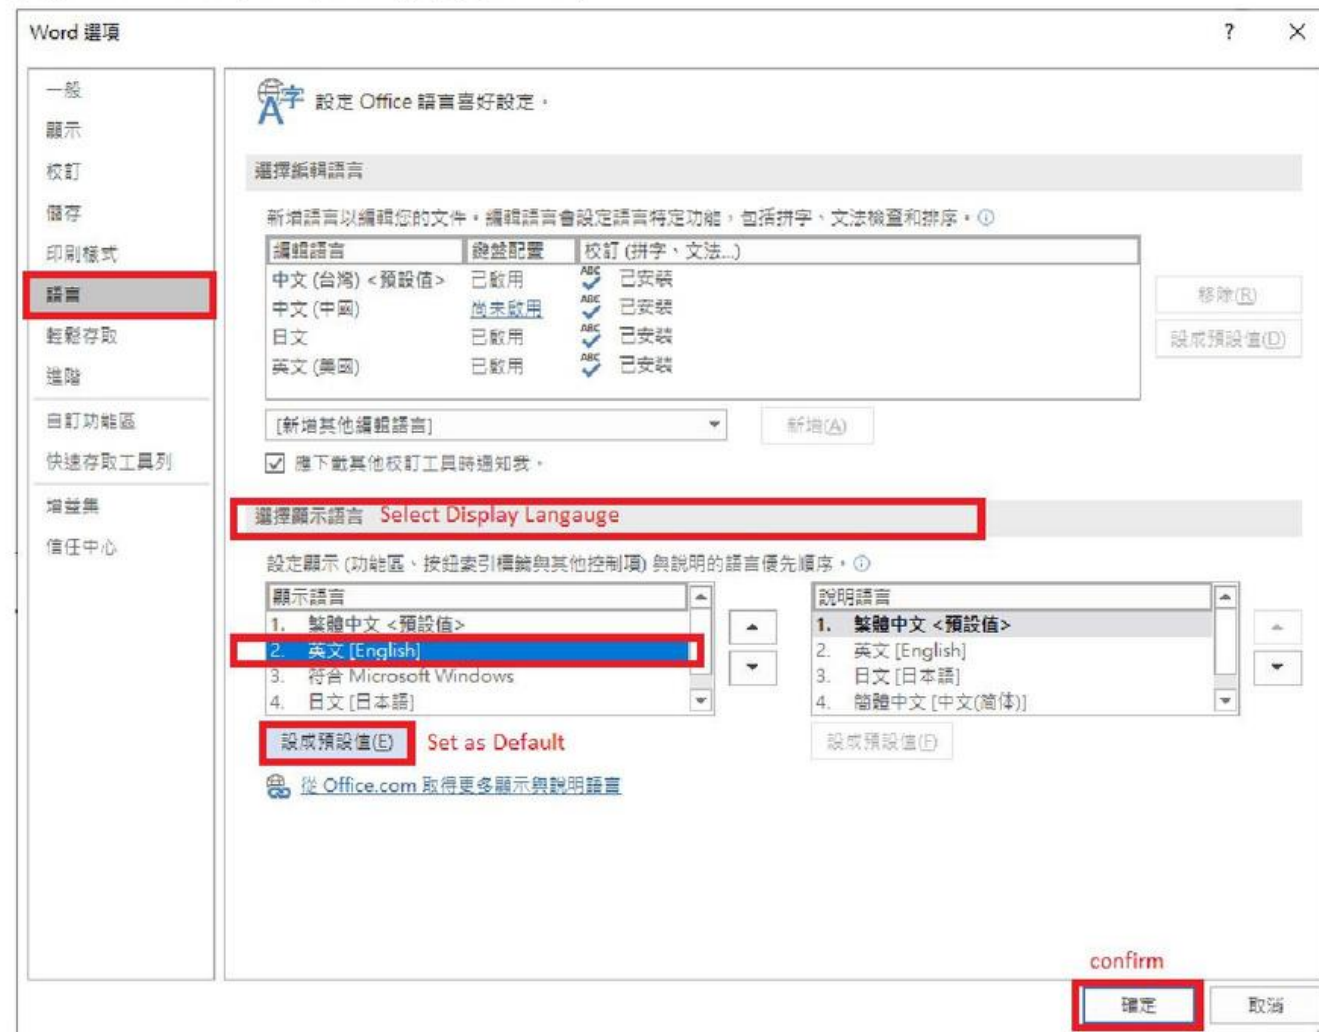 Word 選項
?
一般
顯示
校訂
儲存
印刷樣式
語言
輕鬆存取
進階
自訂功能區
快速存取工具列
增益集
信任中心
設定 Office 語言喜好設定。
選擇編輯語言
新增語言以編輯您的文件。編輯語言會設定語言特定功能，包括拼字、文法檢查和排序。
編輯語言 鍵盤配置 校訂 (拼字、文法...)
中文 (台灣) <預設值> 已啟用 ABC 已安裝
中文 (中國) 尚未啟用 ABC 已安裝
日文 已啟用 ABC 已安裝
英文 (美國) 已啟用 ABC 已安裝
移除(R)
設成預設值(D)
[新增其他編輯語言]
新增(A)
應下載其他校訂工具時通知我。
選擇顯示語言 Select Display Langauge
設定顯示 (功能區、按鈕索引標籤與其他控制項) 與說明的語言優先順序。
顯示語言
1. 繁體中文 <預設值>
2. 英文 [English]
3. 符合 Microsoft Windows
4. 日文 [日本語]
設成預設值(E) Set as Default
說明語言
1. 繁體中文 <預設值>
2. 英文 [English]
3. 日文 [日本語]
4. 簡體中文 [中文(简体)]
設成預設值(F)
從 Office.com 取得更多顯示與說明語言
confirm
確定
取消